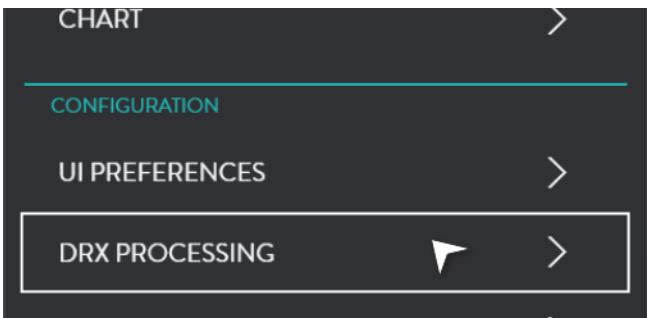 CHART
CONFIGURATION
UI PREFERENCES
DRX PROCESSING